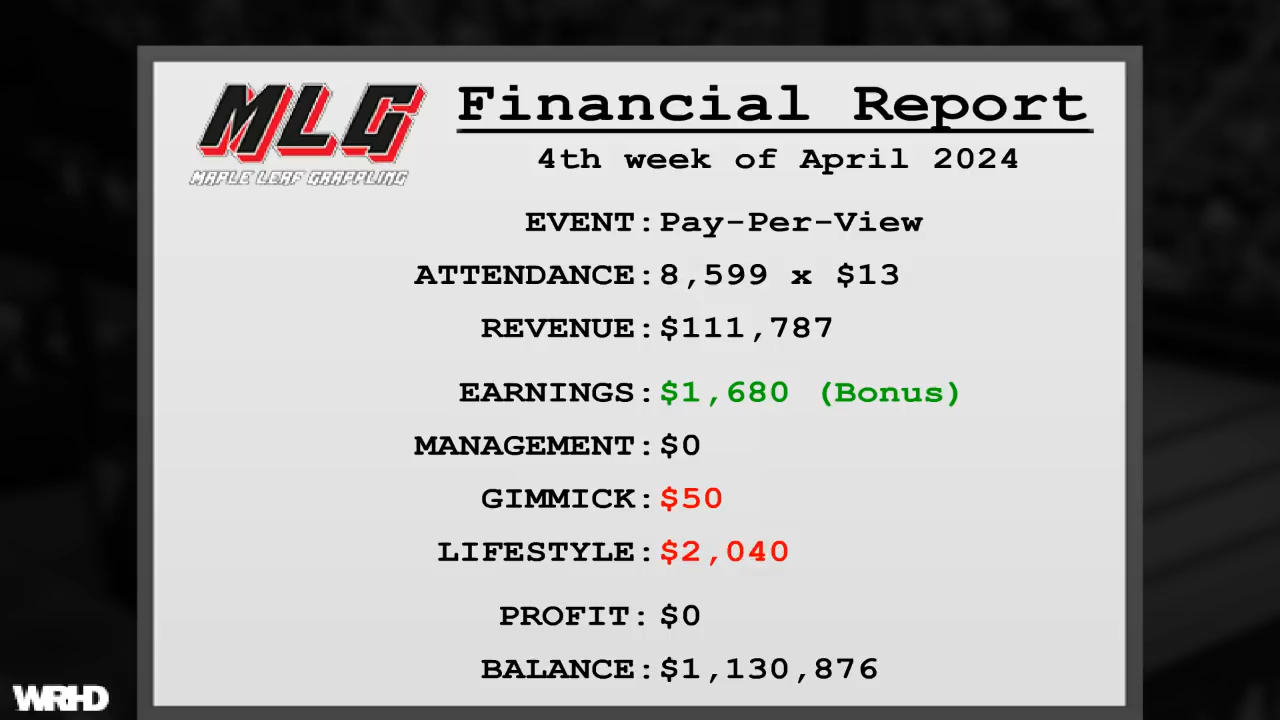 MLG
MAPLE LEAF GRAPPLING
Financial Report
4th week of April 2024
EVENT: Pay-Per-View
ATTENDANCE: 8,599 x $13
REVENUE: $111,787
EARNINGS: $1,680 (Bonus)
MANAGEMENT: $0
GIMMICK: $50
LIFESTYLE: $2,040
PROFIT: $0
BALANCE: $1,130,876
WRHD